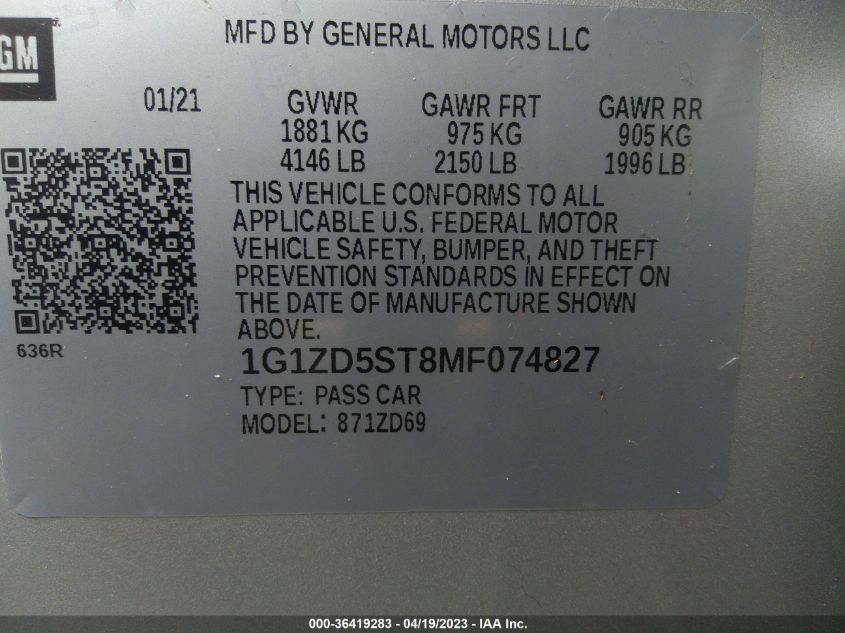 GM
MFD BY GENERAL MOTORS LLC
01/21 GVWR GAWR FRT GAWR RR
1881 KG 975 KG 905 KG
4146 LB 2150 LB 1996 LB
THIS VEHICLE CONFORMS TO ALL
APPLICABLE U.S. FEDERAL MOTOR
VEHICLE SAFETY, BUMPER, AND THEFT
PREVENTION STANDARDS IN EFFECT ON
THE DATE OF MANUFACTURE SHOWN
ABOVE.
636R
1G1ZD5ST8MF074827
TYPE: PASS CAR
MODEL: 871ZD69
000-36419283 - 04/19/2023 - IAA Inc.